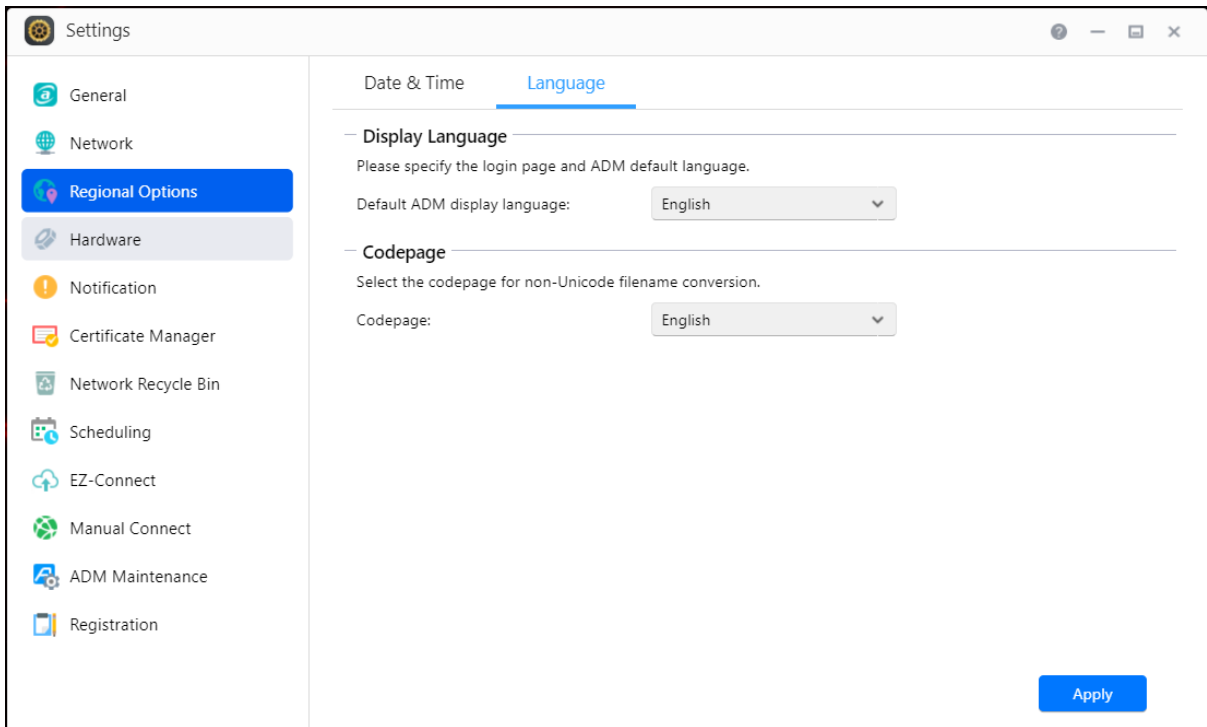 Settings
General
Network
Regional Options
Hardware
Notification
Certificate Manager
Network Recycle Bin
Scheduling
EZ-Connect
Manual Connect
ADM Maintenance
Registration
Date & Time
Language
Display Language
Please specify the login page and ADM default language.
Default ADM display language: English
Codepage
Select the codepage for non-Unicode filename conversion.
Codepage: English
Apply